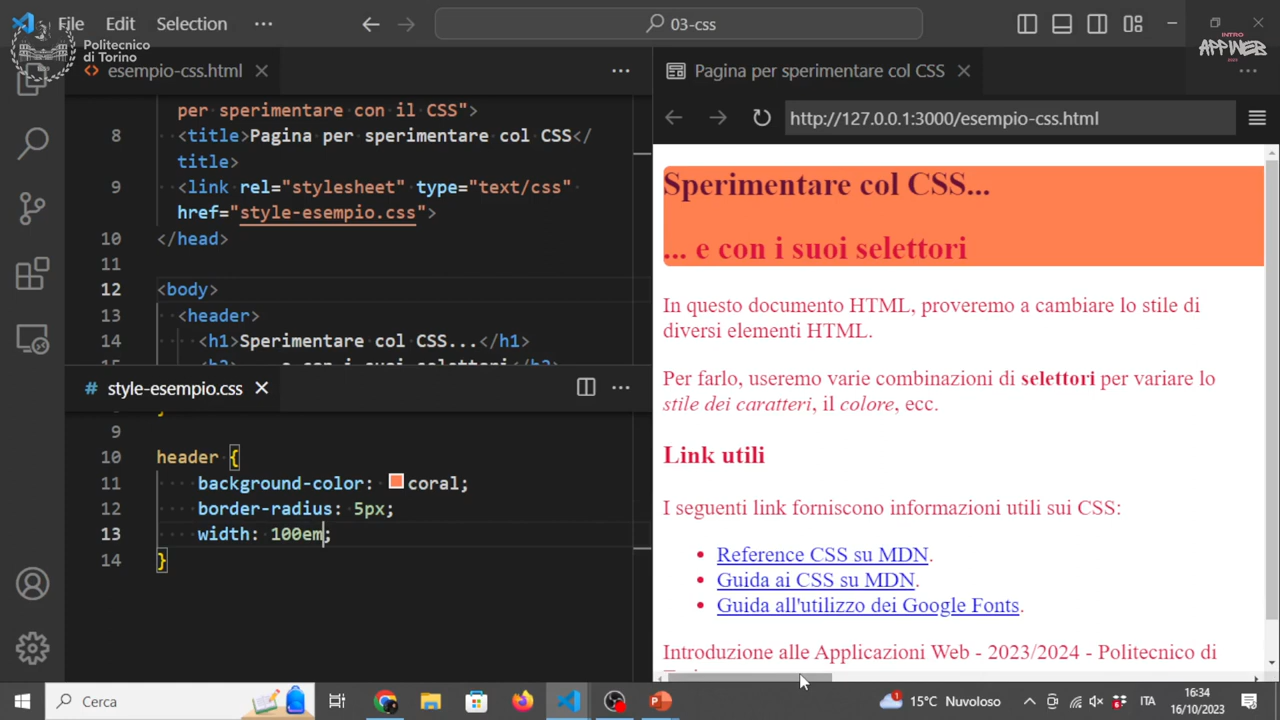 File Edit Selection ···
03-css
Politecnico
di Torino
INTRO
APPIWEB
esempio-css.html
per sperimentare con il CSS">
8 <title>Pagina per sperimentare col CSS</
title>
9 <link rel="stylesheet" type="text/css"
href="style-esempio.css">
10 </head>
11
12 <body>
13 <header>
14 <h1>Sperimentare col CSS...</h1>
# style-esempio.css
9
10 header {
11 background-color: coral;
12 border-radius: 5px;
13 width: 100em;
14 }
Pagina per sperimentare col CSS
http://127.0.0.1:3000/esempio-css.html
Sperimentare col CSS...
... e con i suoi selettori
In questo documento HTML, proveremo a cambiare lo stile di
diversi elementi HTML.
Per farlo, useremo varie combinazioni di selettori per variare lo
stile dei caratteri, il colore, ecc.
Link utili
I seguenti link forniscono informazioni utili sui CSS:
• Reference CSS su MDN.
• Guida ai CSS su MDN.
• Guida all'utilizzo dei Google Fonts.
Introduzione alle Applicazioni Web - 2023/2024 - Politecnico di
Cerca
1
15°C Nuvoloso
ITA
16:34
16/10/2023